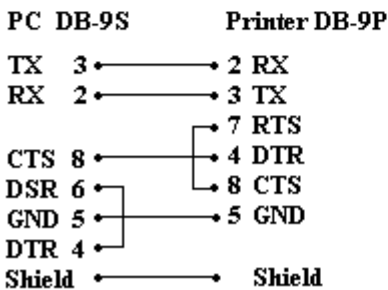 PC DB-9S Printer DB-9P
TX 3 2 RX
RX 2 3 TX
7 RTS
CTS 8 4 DTR
DSR 6 8 CTS
GND 5 5 GND
DTR 4
Shield Shield